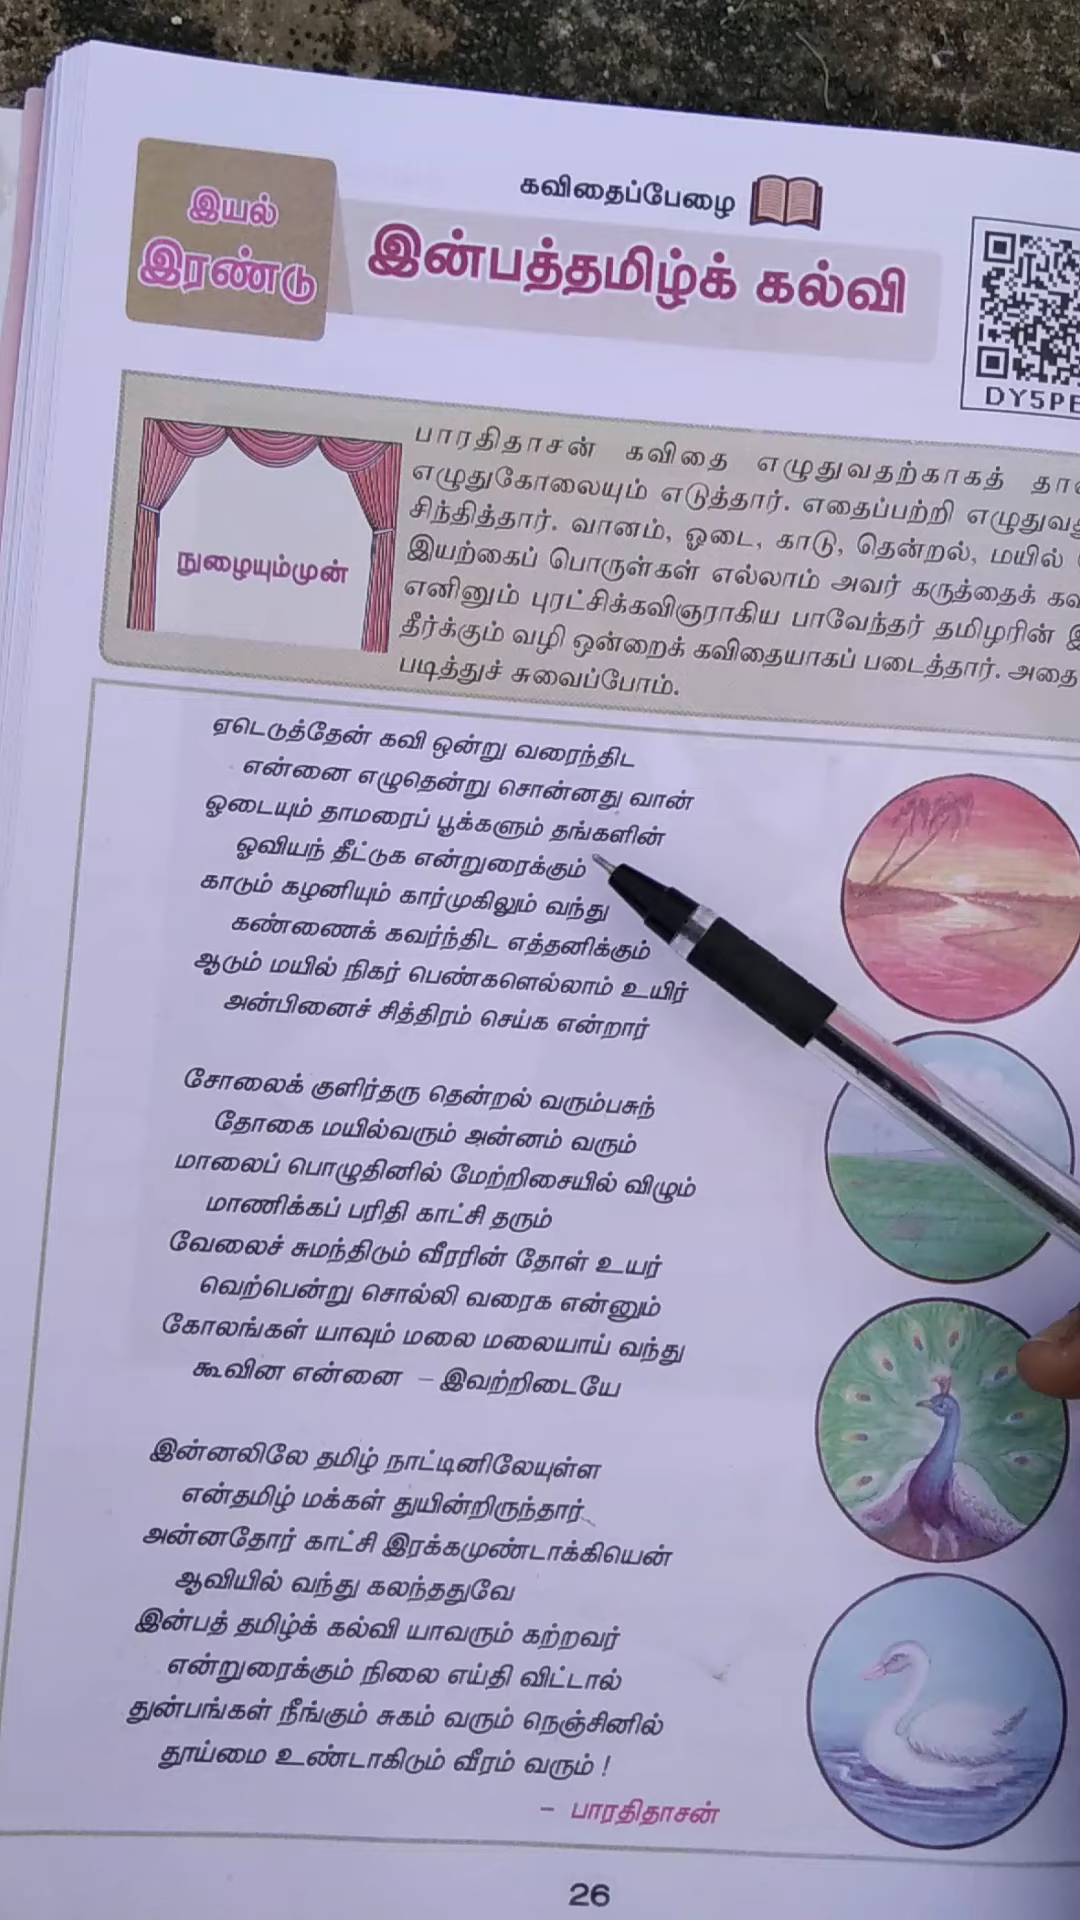 கவிதைப்பேழை
இயல்
இரண்டு
இன்பத்தமிழ்க் கல்வி
DY5PE
நுழையும்முன்
பாரதிதாசன் கவிதை எழுதுவதற்காகத்
எழுதுகோலையும் எடுத்தார். எதைப்பற்றி
சிந்தித்தார். வானம், ஓடை, காடு, தென்றல், மயில்
இயற்கைப் பொருள்கள் எல்லாம் அவர் கருத்தைக்
எனினும் புரட்சிக்கவிஞராகிய பாவேந்தர் தமிழரின்
தீர்க்கும் வழி ஒன்றைக் கவிதையாகப் படைத்தார். அதை
படித்துச் சுவைப்போம்.
ஏடெடுத்தேன் கவி ஒன்று வரைந்திட
என்னை எழுதென்று சொன்னது வான்
ஓடையும் தாமரைப் பூக்களும் தங்களின்
ஓவியந் தீட்டுக என்றுரைக்கும்
காடும் கழனியும் கார்முகிலும் வந்து
கண்ணைக் கவர்ந்திட எத்தனிக்கும்
ஆடும் மயில் நிகர் பெண்களெல்லாம் உயிர்
அன்பினைச் சித்திரம் செய்க என்றார்
சோலைக் குளிர்தரு தென்றல் வரும்பசுந்
தோகை மயில்வரும் அன்னம் வரும்
மாலைப் பொழுதினில் மேற்றிசையில் விழும்
மாணிக்கப் பரிதி காட்சி தரும்
வேலைச் சுமந்திடும் வீரரின் தோள் உயர்
வெற்பென்று சொல்லி வரைக என்னும்
கோலங்கள் யாவும் மலை மலையாய் வந்து
கூவின என்னை – இவற்றிடையே
இன்னலிலே தமிழ் நாட்டினிலேயுள்ள
என்தமிழ் மக்கள் துயின்றிருந்தார்
அன்னதோர் காட்சி இரக்கமுண்டாக்கியென்
ஆவியில் வந்து கலந்ததுவே
இன்பத் தமிழ்க் கல்வி யாவரும் கற்றவர்
என்றுரைக்கும் நிலை எய்தி விட்டால்
துன்பங்கள் நீங்கும் சுகம் வரும் நெஞ்சினில்
தூய்மை உண்டாகிடும் வீரம் வரும் !
– பாரதிதாசன்
26